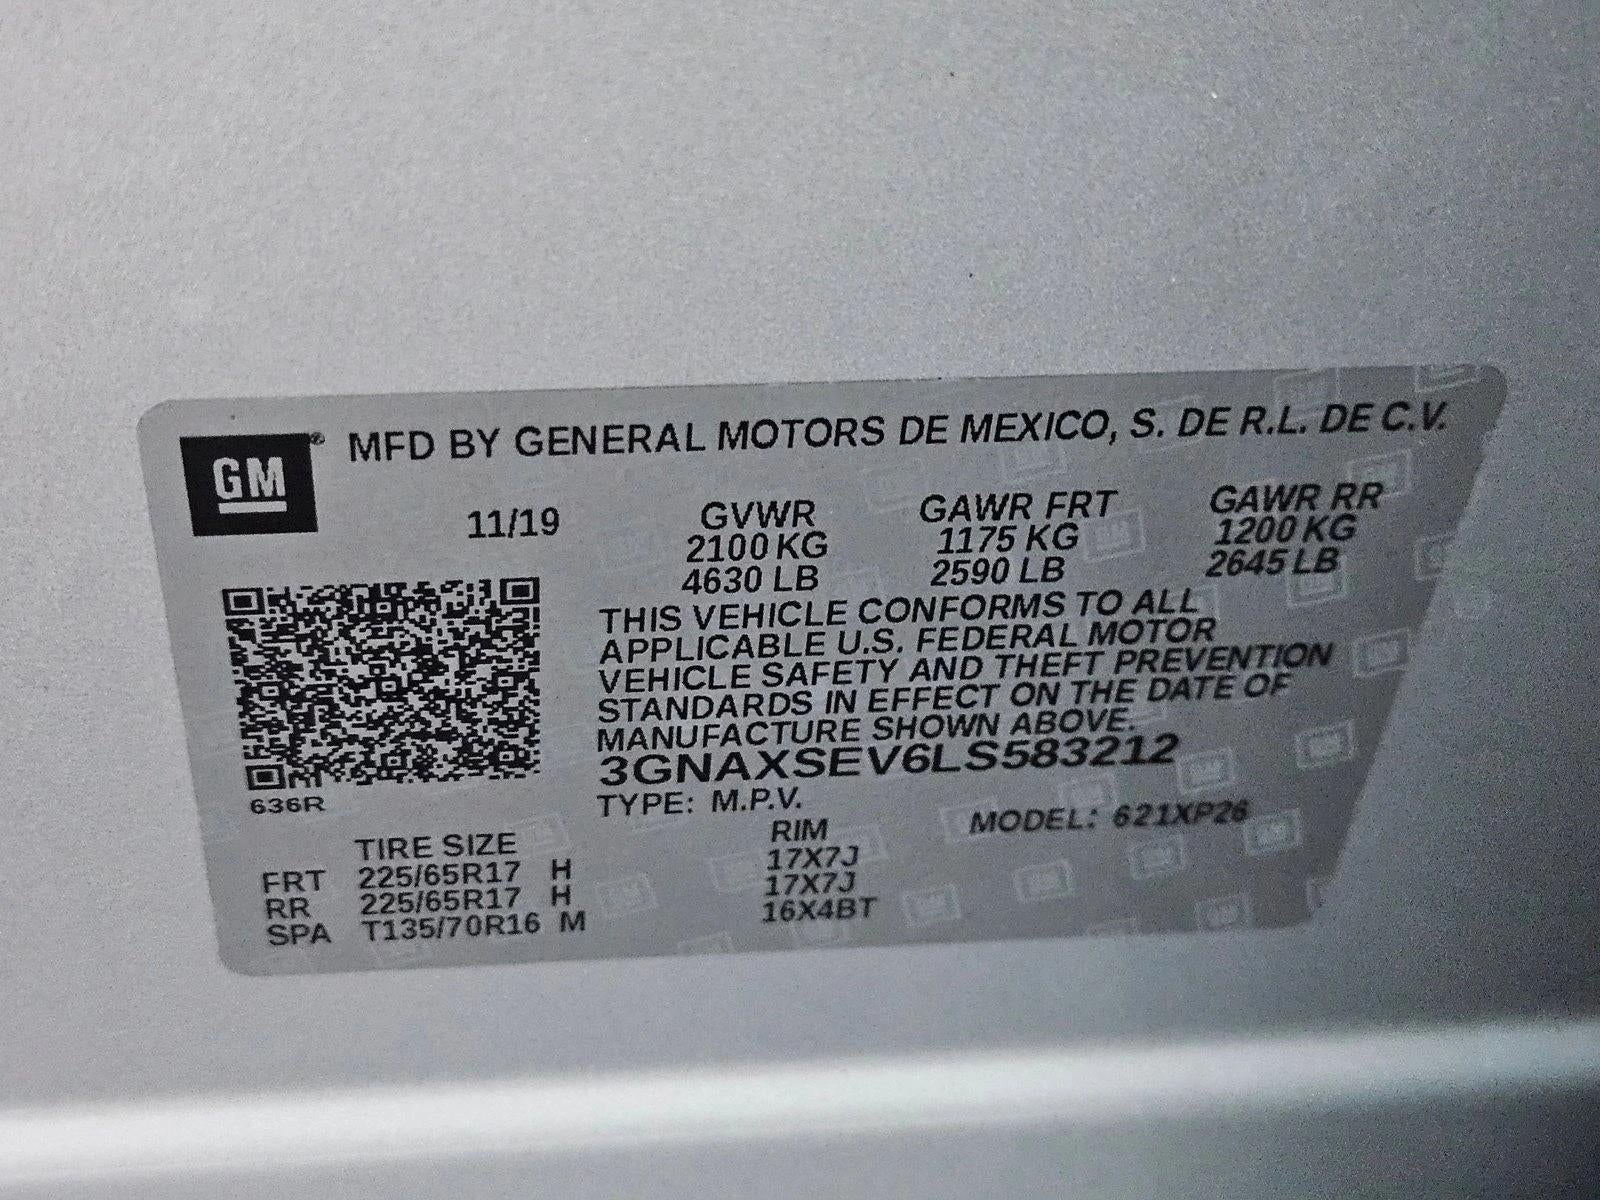 GM® MFD BY GENERAL MOTORS DE MEXICO, S. DE R.L. DE C.V.
11/19 GVWR GAWR FRT GAWR RR
2100 KG 1175 KG 1200 KG
4630 LB 2590 LB 2645 LB
THIS VEHICLE CONFORMS TO ALL
APPLICABLE U.S. FEDERAL MOTOR
VEHICLE SAFETY AND THEFT PREVENTION
STANDARDS IN EFFECT ON THE DATE OF
MANUFACTURE SHOWN ABOVE.
3GNAXSEV6LS583212
636R
TYPE: M.P.V. MODEL: 621XP26
TIRE SIZE RIM
FRT 225/65R17 H 17X7J
RR 225/65R17 H 17X7J
SPA T135/70R16 M 16X4BT